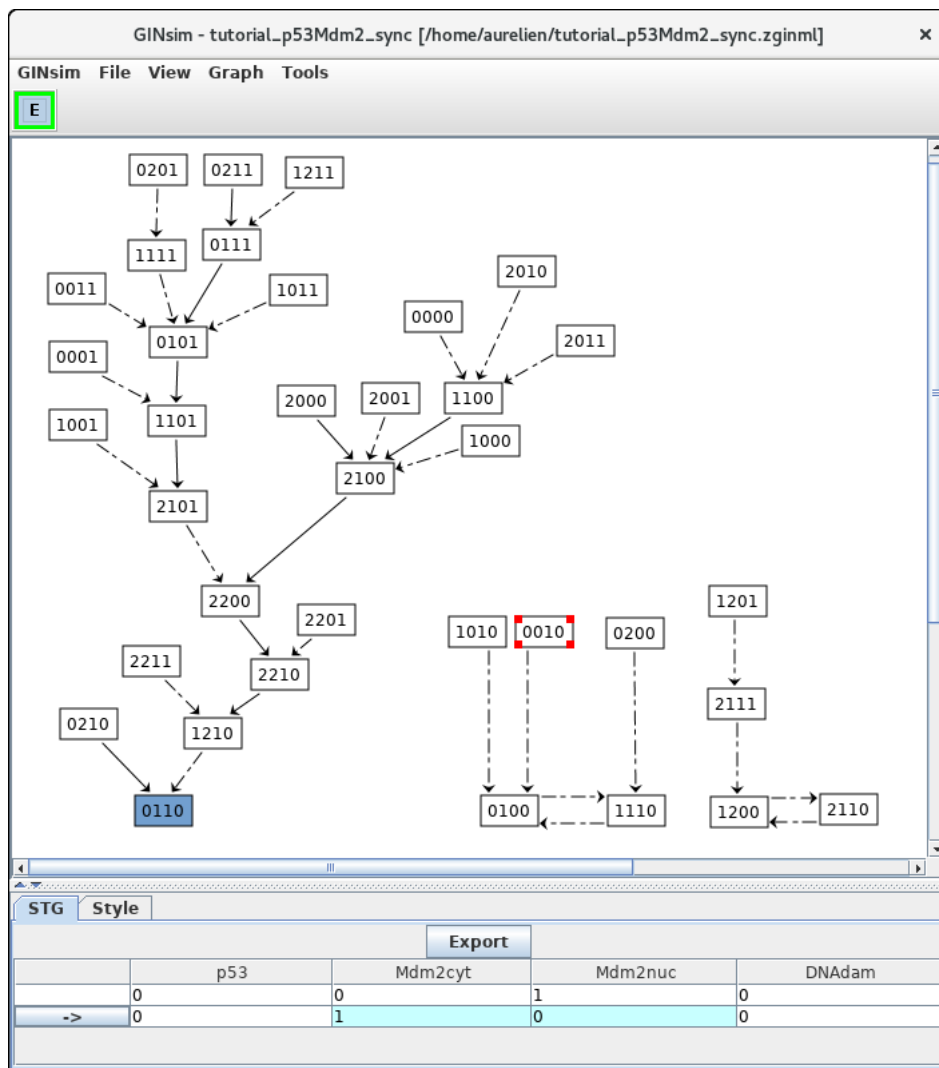 GINsim - tutorial_p53Mdm2_sync [/home/aurelien/tutorial_p53Mdm2_sync.zginml] ×
GINsim File View Graph Tools
E
0201 0211 1211
1111 0111
2010
0011 1011
0000
0101 2011
0001
2000 2001 1100
1101
1001 1000
2100
2101
2200 1201
2201 1010 0010 0200
2211 2210
2111
0210 1210
0110 0100 1110 1200 2110
STG Style
Export
p53 Mdm2cyt Mdm2nuc DNAdam
0 0 1 0
-> 0 1 0 0